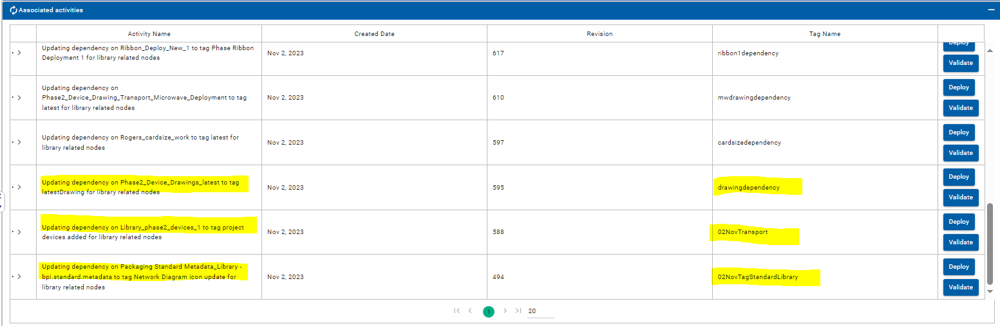 Associated activities
Activity Name Created Date Revision Tag Name
Updating dependency on Ribbon_Deploy_New_1 to tag Phase Ribbon
Deployment 1 for library related nodes
Nov 2, 2023
617
ribbon1dependency
Deploy
Validate
Updating dependency on
Phase2_Device_Drawing_Transport_Microwave_Deployment to tag
latest for library related nodes
Nov 2, 2023
610
mwdrawingdependency
Deploy
Validate
Updating dependency on Rogers_cardsize_work to tag latest for
library related nodes
Nov 2, 2023
597
cardsizedependency
Deploy
Validate
Updating dependency on Phase2_Device_Drawings_latest to tag
latestDrawing for library related nodes
Nov 2, 2023
595
drawingdependency
Deploy
Validate
Updating dependency on Library_phase2_devices_1 to tag project
devices added for library related nodes
Nov 2, 2023
588
02NovTransport
Deploy
Validate
Updating dependency on Packaging Standard Metadata_Library -
bpi.standard.metadata to tag Network Diagram icon update for
library related nodes
Nov 2, 2023
494
02NovTagStandardLibrary
Deploy
Validate
1 20